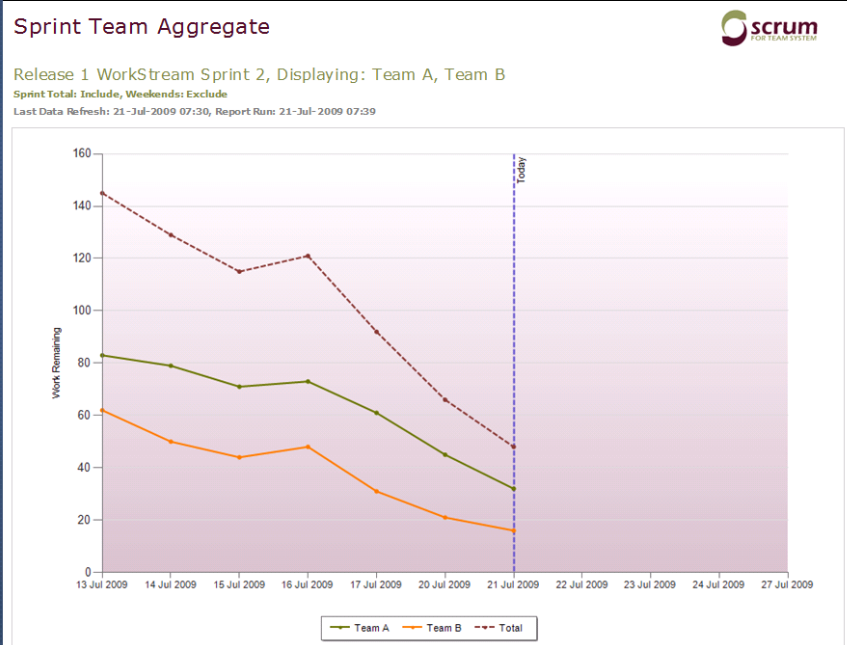 Sprint Team Aggregate
scrum
FOR TEAM SYSTEM
Release 1 WorkStream Sprint 2, Displaying: Team A, Team B
Sprint Total: Include, Weekends: Exclude
Last Data Refresh: 21-Jul-2009 07:30, Report Run: 21-Jul-2009 07:39
160
Today
140
120
100
Work Remaining
80
60
40
20
0
13 Jul 2009 14 Jul 2009 15 Jul 2009 16 Jul 2009 17 Jul 2009 20 Jul 2009 21 Jul 2009 22 Jul 2009 23 Jul 2009 24 Jul 2009 27 Jul 2009
Team A Team B Total